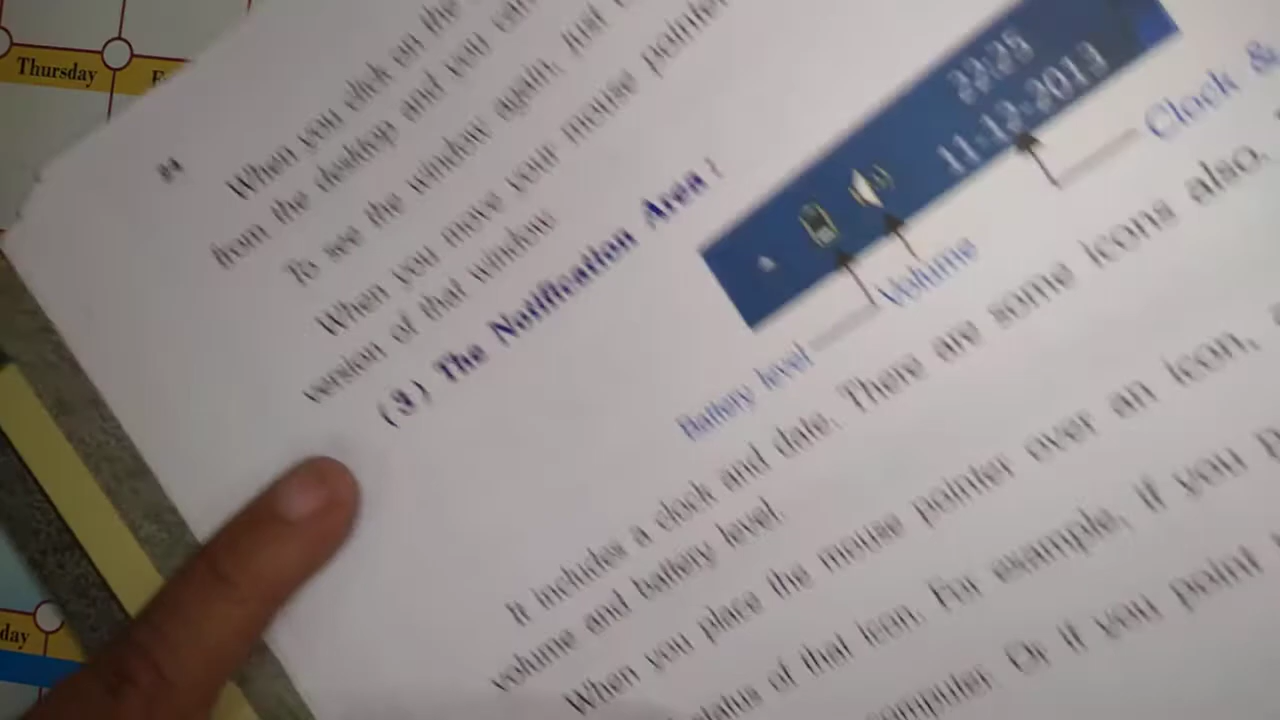 Thursday
When you click on the
from the desktop and you can
To see the window again, just
When you move your mouse pointer
version of that window.
(3) The Notification Area :
22:25
11-12-2013
Clock &
Volume
Battery level
It includes a clock and date. There are some icons also.
volume and battery level.
When you place the mouse pointer over an icon,
status of that icon. For example, if you
computer. Or if you point
day